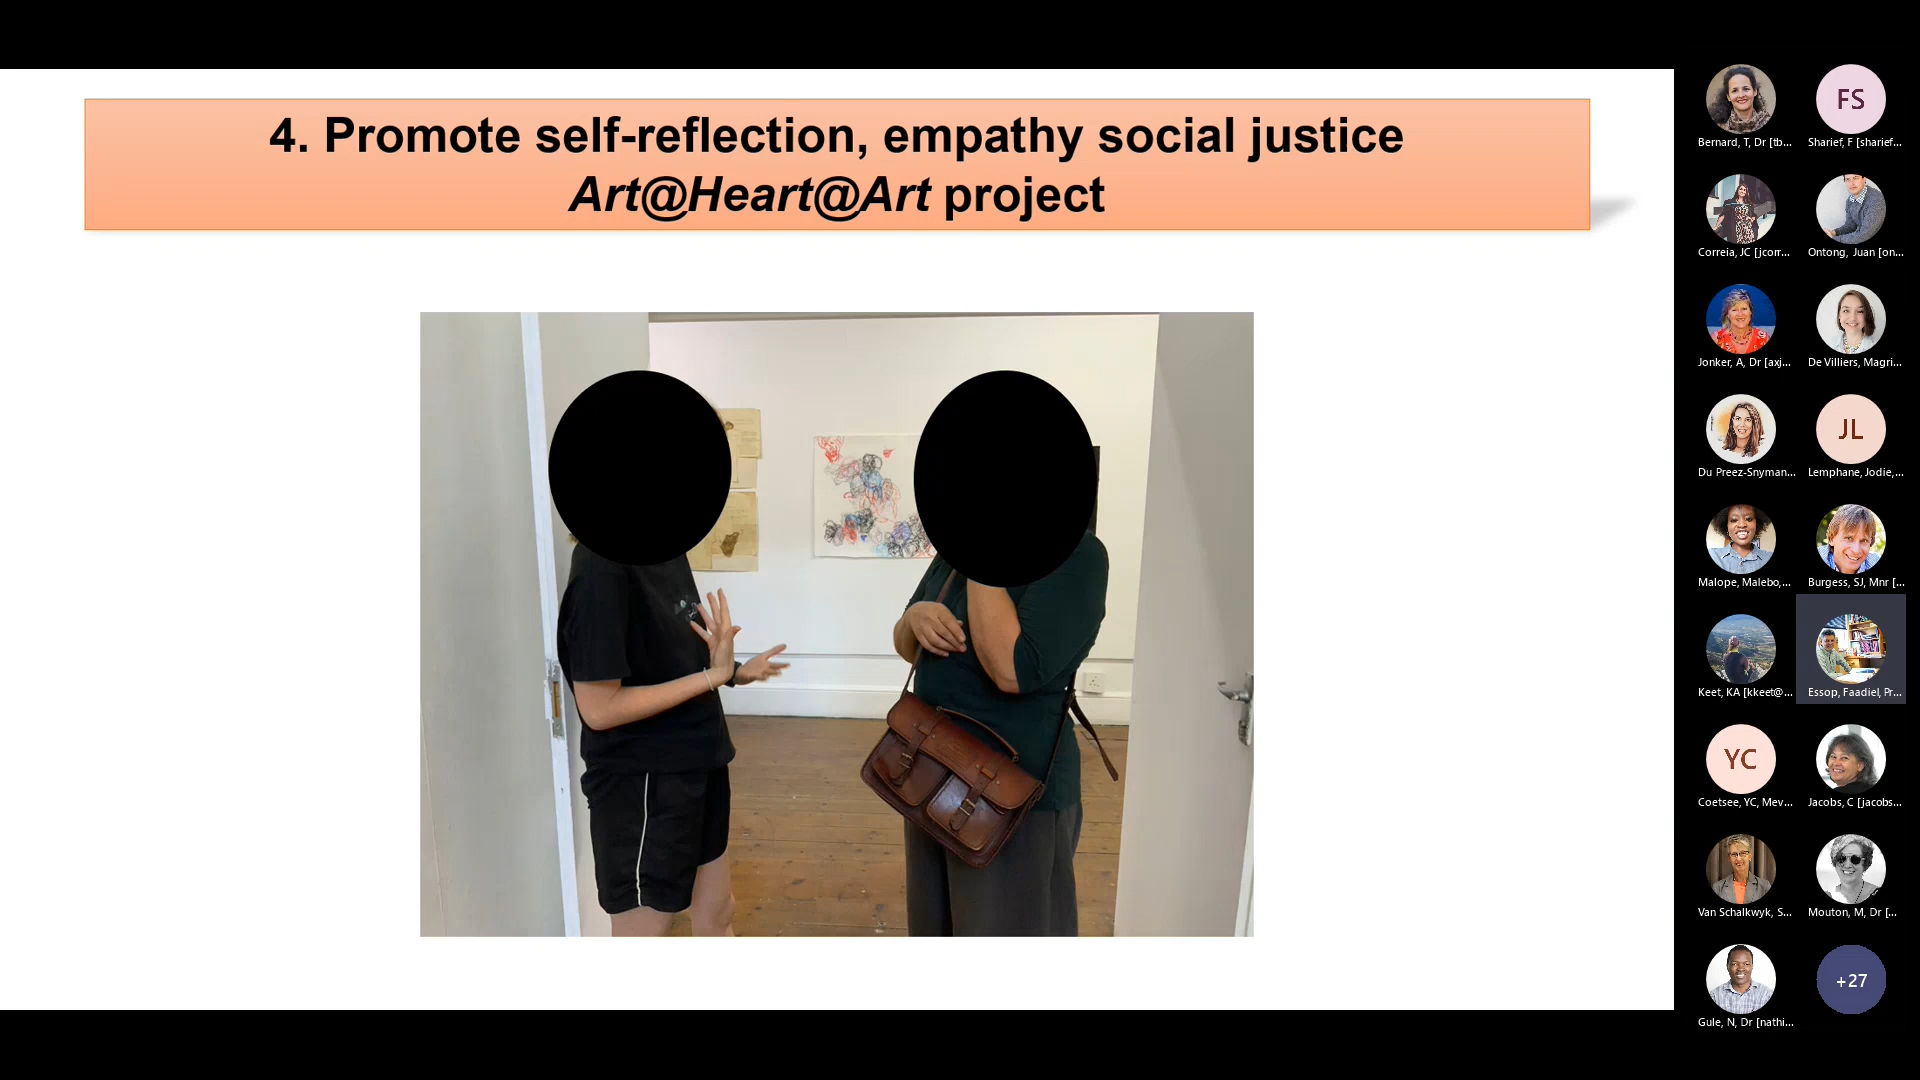 4. Promote self-reflection, empathy social justice
Art@Heart@Art project
Bernard, T, Dr [tb...
FS
Sharief, F [sharief...
Correia, JC [jcorr...
Ontong, Juan [on...
Jonker, A, Dr [axj...
De Villiers, Magri...
Du Preez-Snyman...
JL
Lemphane, Jodie,...
Malope, Malebo,...
Burgess, SJ, Mnr [...
Keet, KA [kkeet@...
Essop, Faadiel, Pr...
YC
Coetsee, YC, Mev...
Jacobs, C [jacobs...
Van Schalkwyk, S...
Mouton, M, Dr [...
Gule, N, Dr [nathi...
+27